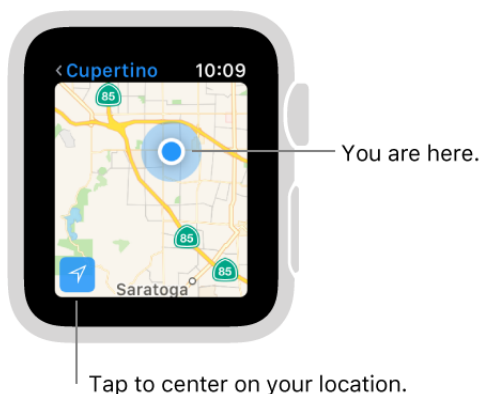 <Cupertino 10:09
85
You are here.
85
85
Saratoga
Tap to center on your location.